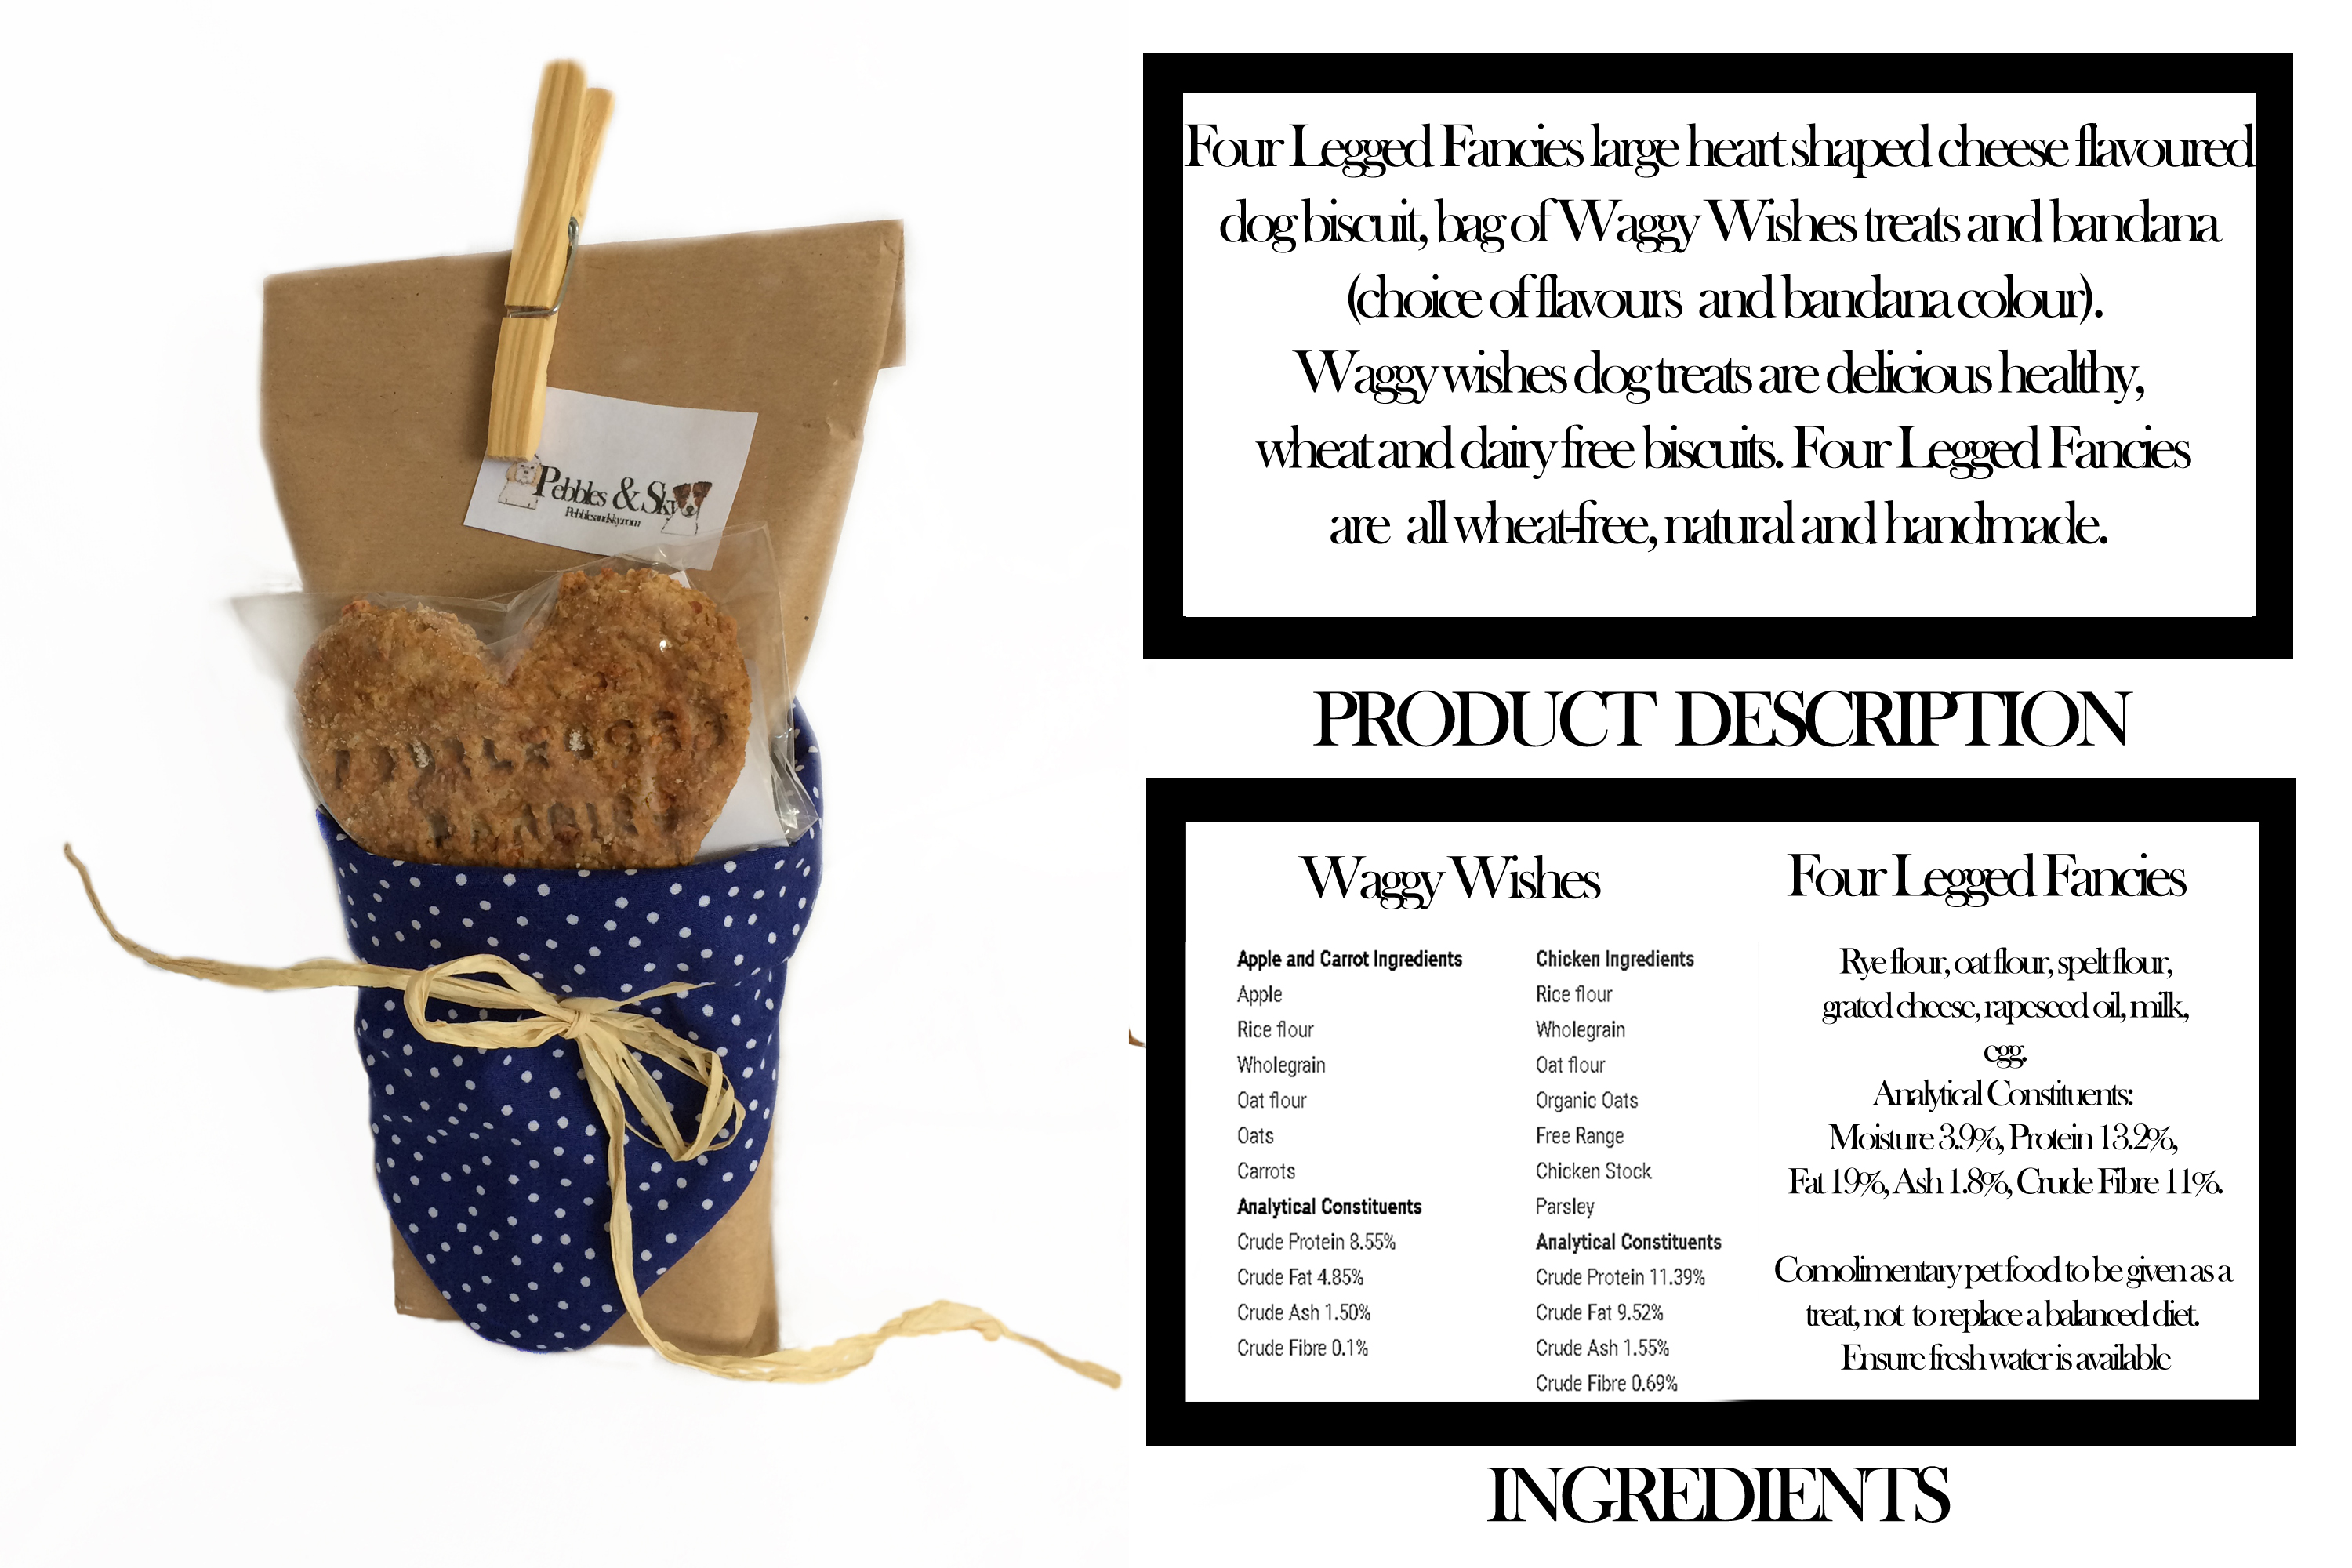 Pebbles & Sky
Pebblesandsky.com
Four Legged Fancies large heart shaped cheese flavoured
dog biscuit, bag of Waggy Wishes treats and bandana
(choice of flavours and bandana colour).
Waggy wishes dog treats are delicious healthy,
wheat and dairy free biscuits. Four Legged Fancies
are all wheat-free, natural and handmade.
PRODUCT DESCRIPTION
Waggy Wishes
Apple and Carrot Ingredients
Apple
Rice flour
Wholegrain
Oat flour
Oats
Carrots
Analytical Constituents
Crude Protein 8.55%
Crude Fat 4.85%
Crude Ash 1.50%
Crude Fibre 0.1%
Chicken Ingredients
Rice flour
Wholegrain
Oat flour
Organic Oats
Free Range
Chicken Stock
Parsley
Analytical Constituents
Crude Protein 11.39%
Crude Fat 9.52%
Crude Ash 1.55%
Crude Fibre 0.69%
Four Legged Fancies
Rye flour, oat flour, spelt flour,
grated cheese, rapeseed oil, milk,
egg.
Analytical Constituents:
Moisture 3.9%, Protein 13.2%,
Fat 19%, Ash 1.8%, Crude Fibre 11%.
Comolimentary pet food to be given as a
treat, not to replace a balanced diet.
Ensure fresh water is available
INGREDIENTS